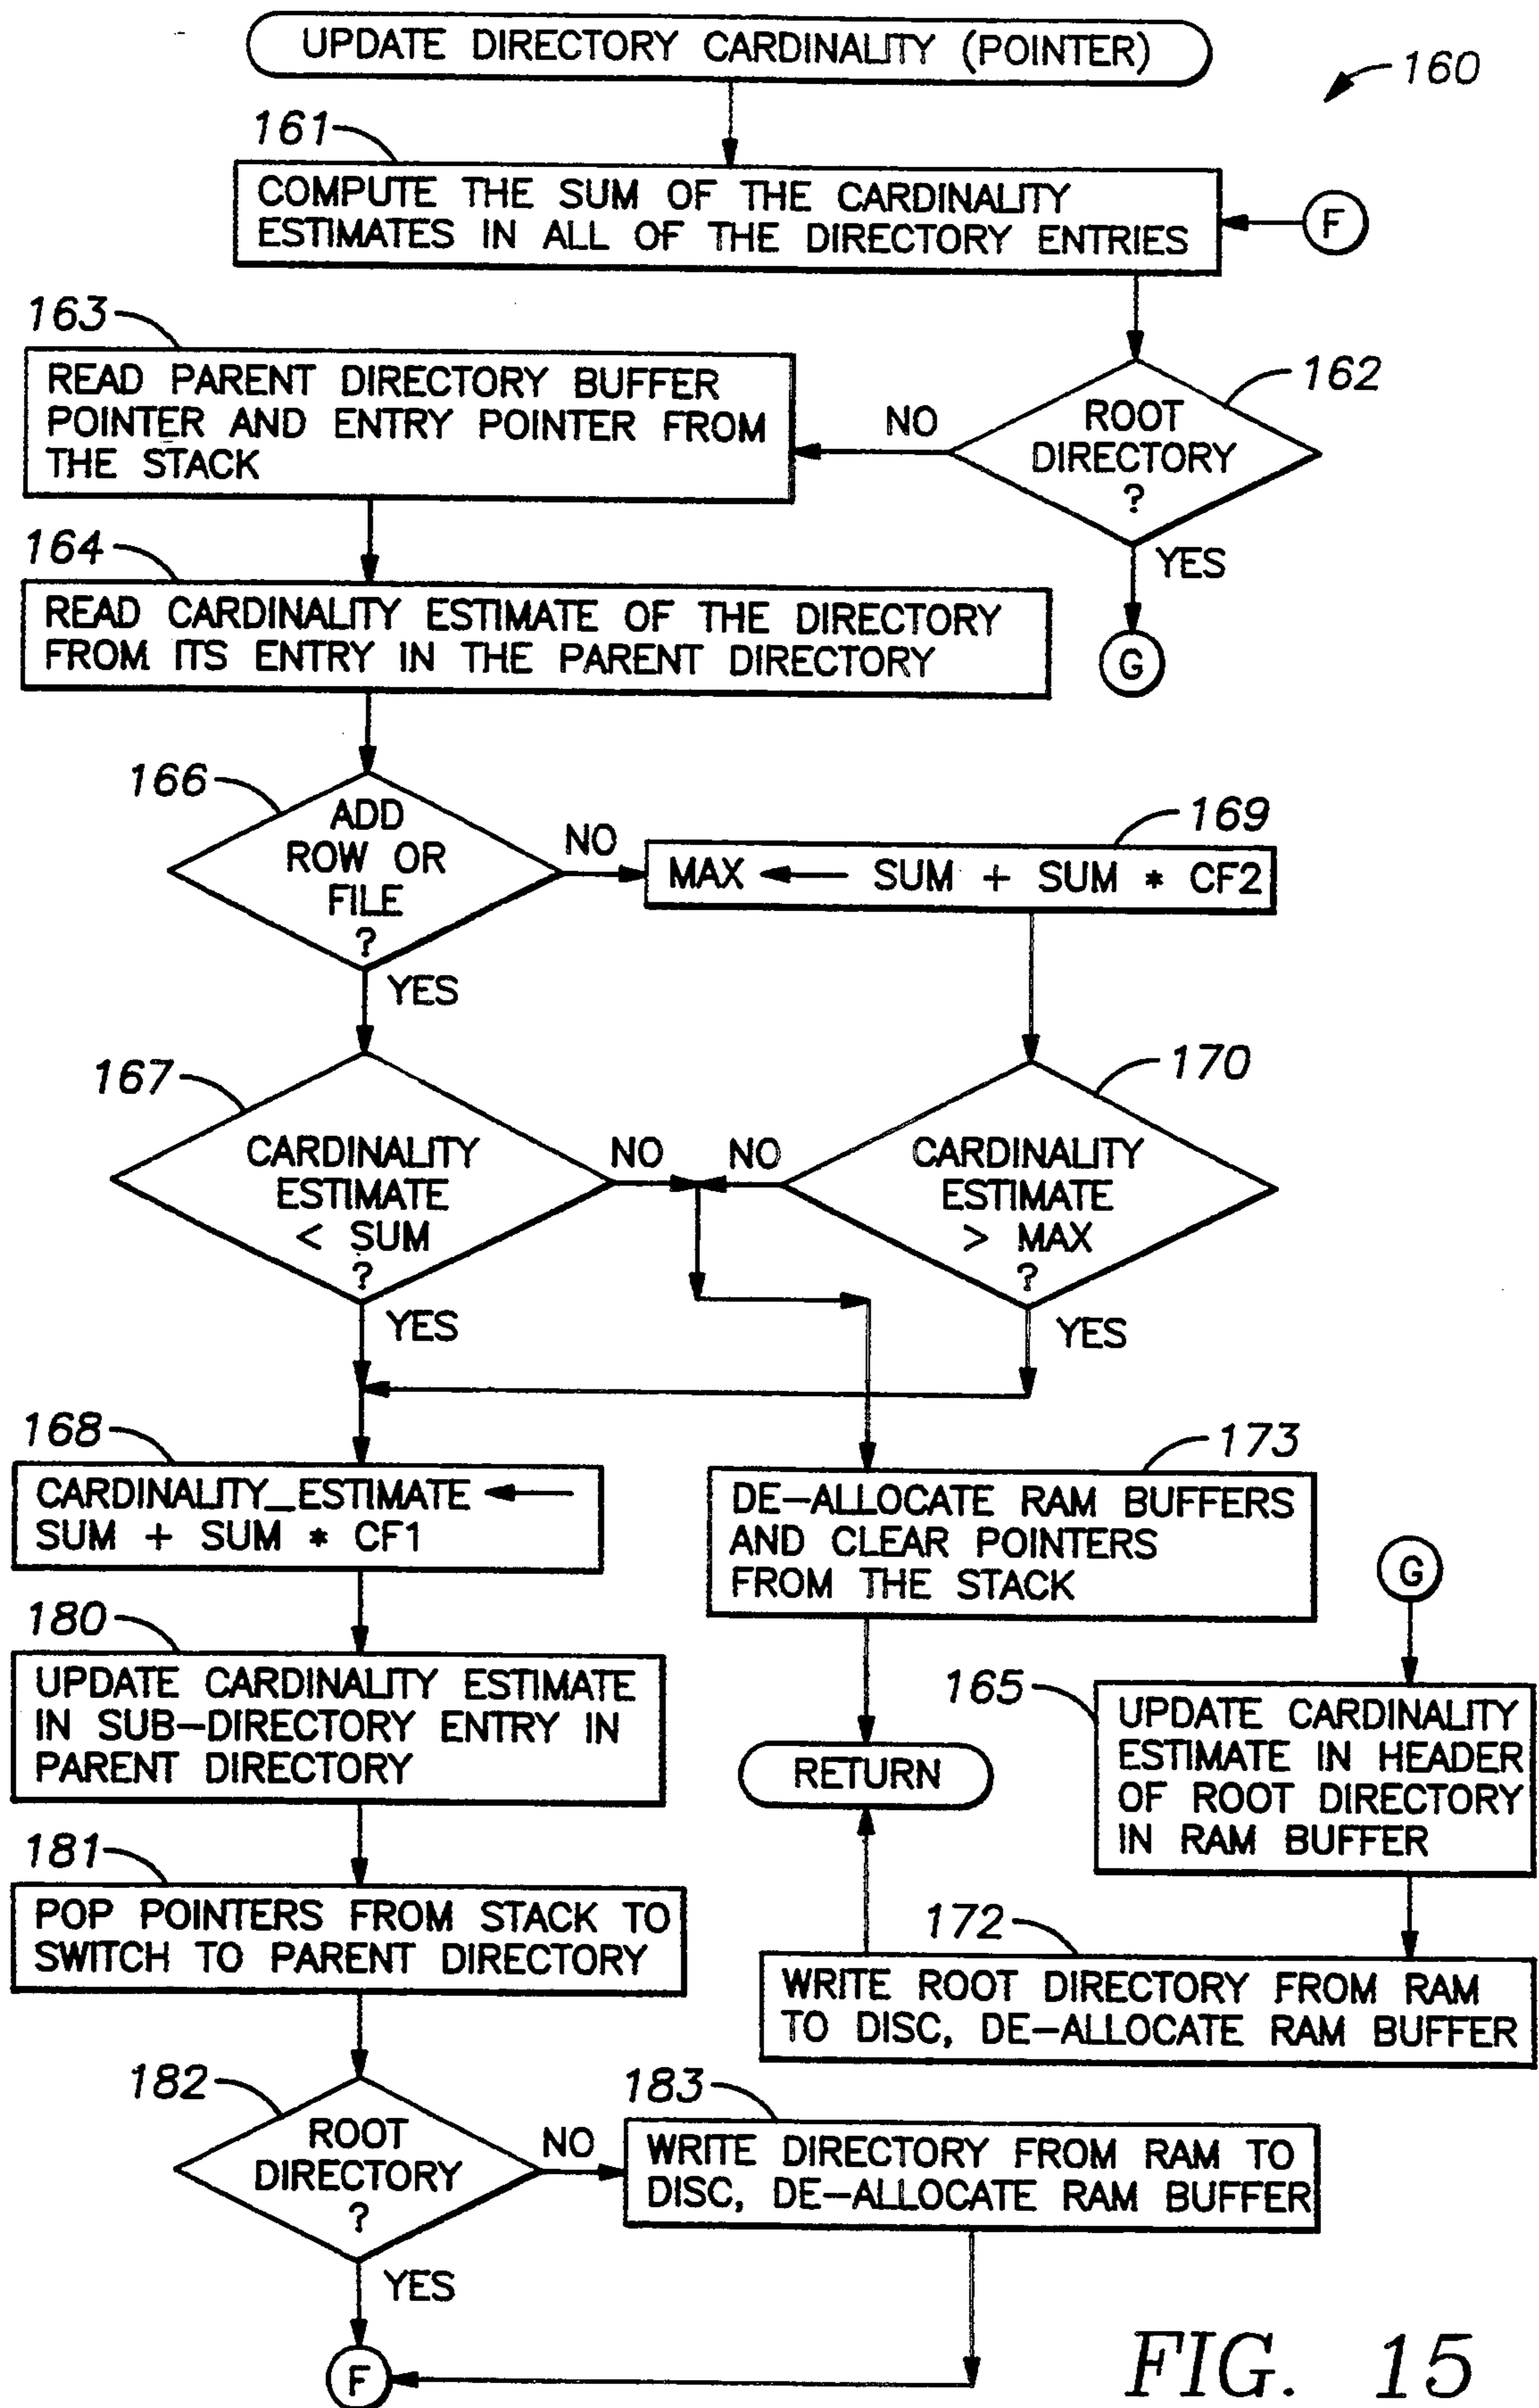 UPDATE DIRECTORY CARDINALITY (POINTER)
160
161
COMPUTE THE SUM OF THE CARDINALITY
ESTIMATES IN ALL OF THE DIRECTORY ENTRIES
F
163
READ PARENT DIRECTORY BUFFER
POINTER AND ENTRY POINTER FROM
THE STACK
NO
162
ROOT
DIRECTORY
?
YES
G
164
READ CARDINALITY ESTIMATE OF THE DIRECTORY
FROM ITS ENTRY IN THE PARENT DIRECTORY
166
ADD
ROW OR
FILE
?
NO
YES
169
MAX ← SUM + SUM * CF2
167
CARDINALITY
ESTIMATE
< SUM
?
NO
YES
170
NO
CARDINALITY
ESTIMATE
> MAX
?
YES
168
CARDINALITY_ESTIMATE ←
SUM + SUM * CF1
173
DE-ALLOCATE RAM BUFFERS
AND CLEAR POINTERS
FROM THE STACK
G
180
UPDATE CARDINALITY ESTIMATE
IN SUB-DIRECTORY ENTRY IN
PARENT DIRECTORY
RETURN
165
UPDATE CARDINALITY
ESTIMATE IN HEADER
OF ROOT DIRECTORY
IN RAM BUFFER
181
POP POINTERS FROM STACK TO
SWITCH TO PARENT DIRECTORY
172
WRITE ROOT DIRECTORY FROM RAM
TO DISC, DE-ALLOCATE RAM BUFFER
182
ROOT
DIRECTORY
?
NO
YES
183
WRITE DIRECTORY FROM RAM TO
DISC, DE-ALLOCATE RAM BUFFER
F
FIG. 15